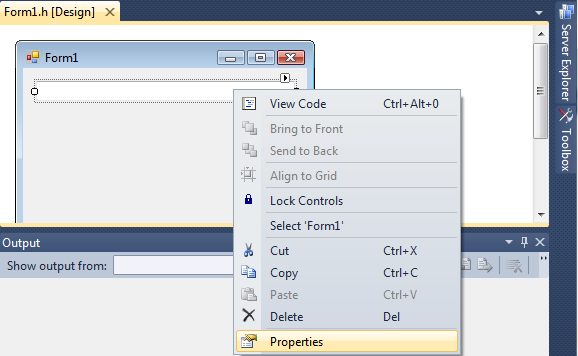 Form1.h [Design]
Form1
View Code Ctrl+Alt+0
Bring to Front
Send to Back
Align to Grid
Lock Controls
Select 'Form1'
Cut Ctrl+X
Copy Ctrl+C
Paste Ctrl+V
Delete Del
Properties
Output
Show output from:
Server Explorer
Toolbox